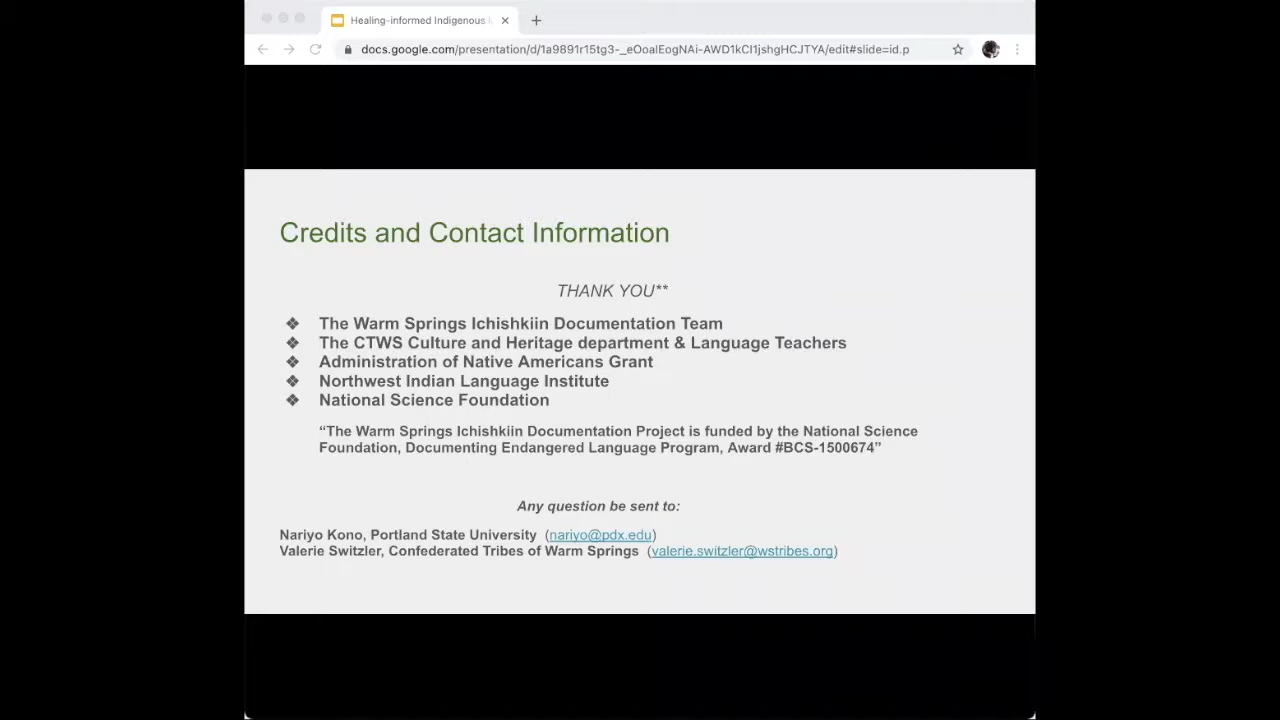 Healing-informed Indigenous
docs.google.com/presentation/d/1a9891r15tg3-_eOoalEogNAi-AWD1kCI1jshgHCJTYA/edit#slide=id.p
Credits and Contact Information
THANK YOU**
❖ The Warm Springs Ichishkiin Documentation Team
❖ The CTWS Culture and Heritage department & Language Teachers
❖ Administration of Native Americans Grant
❖ Northwest Indian Language Institute
❖ National Science Foundation
“The Warm Springs Ichishkiin Documentation Project is funded by the National Science
Foundation, Documenting Endangered Language Program, Award #BCS-1500674”
Any question be sent to:
Nariyo Kono, Portland State University (nariyo@pdx.edu)
Valerie Switzler, Confederated Tribes of Warm Springs (valerie.switzler@wstribes.org)